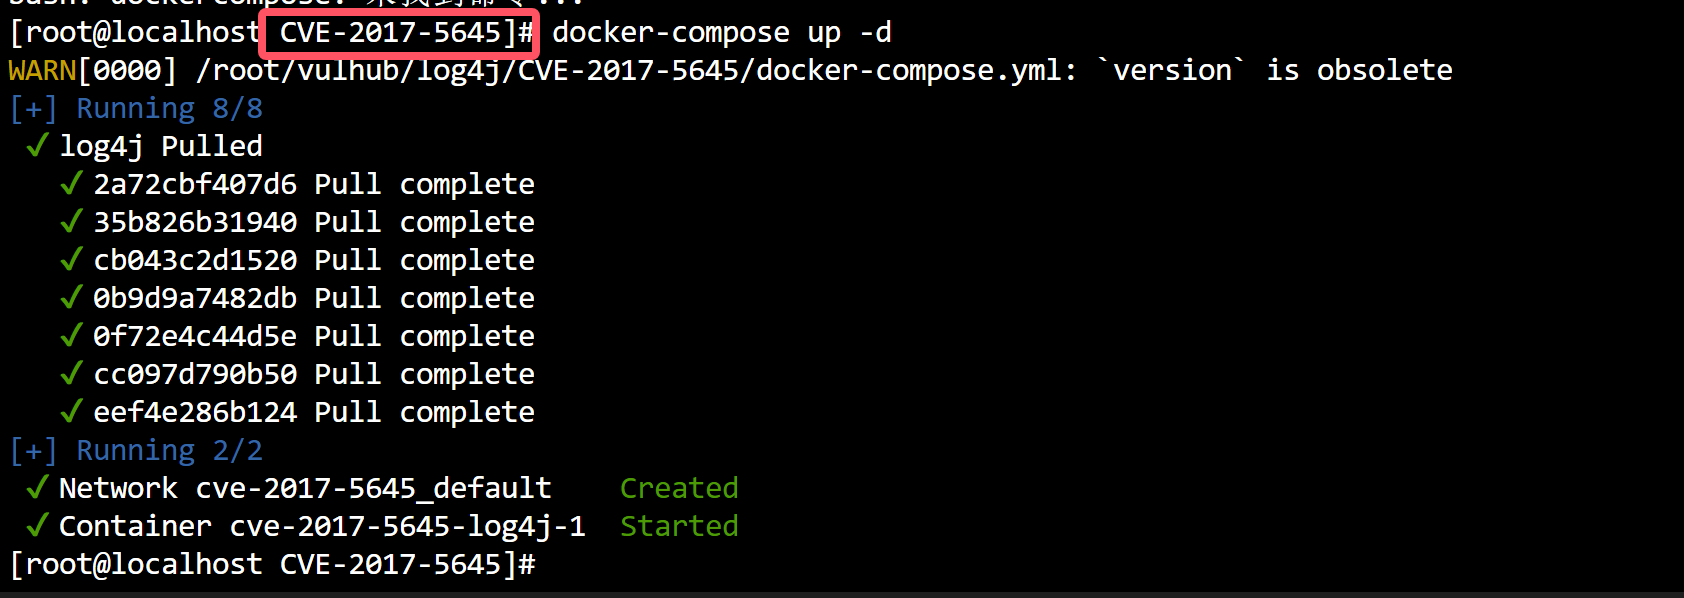 [root@localhost CVE-2017-5645]# docker-compose up -d
WARN[0000] /root/vulhub/log4j/CVE-2017-5645/docker-compose.yml: `version` is obsolete
[+] Running 8/8
✔ log4j Pulled
✔ 2a72cbf407d6 Pull complete
✔ 35b826b31940 Pull complete
✔ cb043c2d1520 Pull complete
✔ 0b9d9a7482db Pull complete
✔ 0f72e4c44d5e Pull complete
✔ cc097d790b50 Pull complete
✔ eef4e286b124 Pull complete
[+] Running 2/2
✔ Network cve-2017-5645_default Created
✔ Container cve-2017-5645-log4j-1 Started
[root@localhost CVE-2017-5645]#